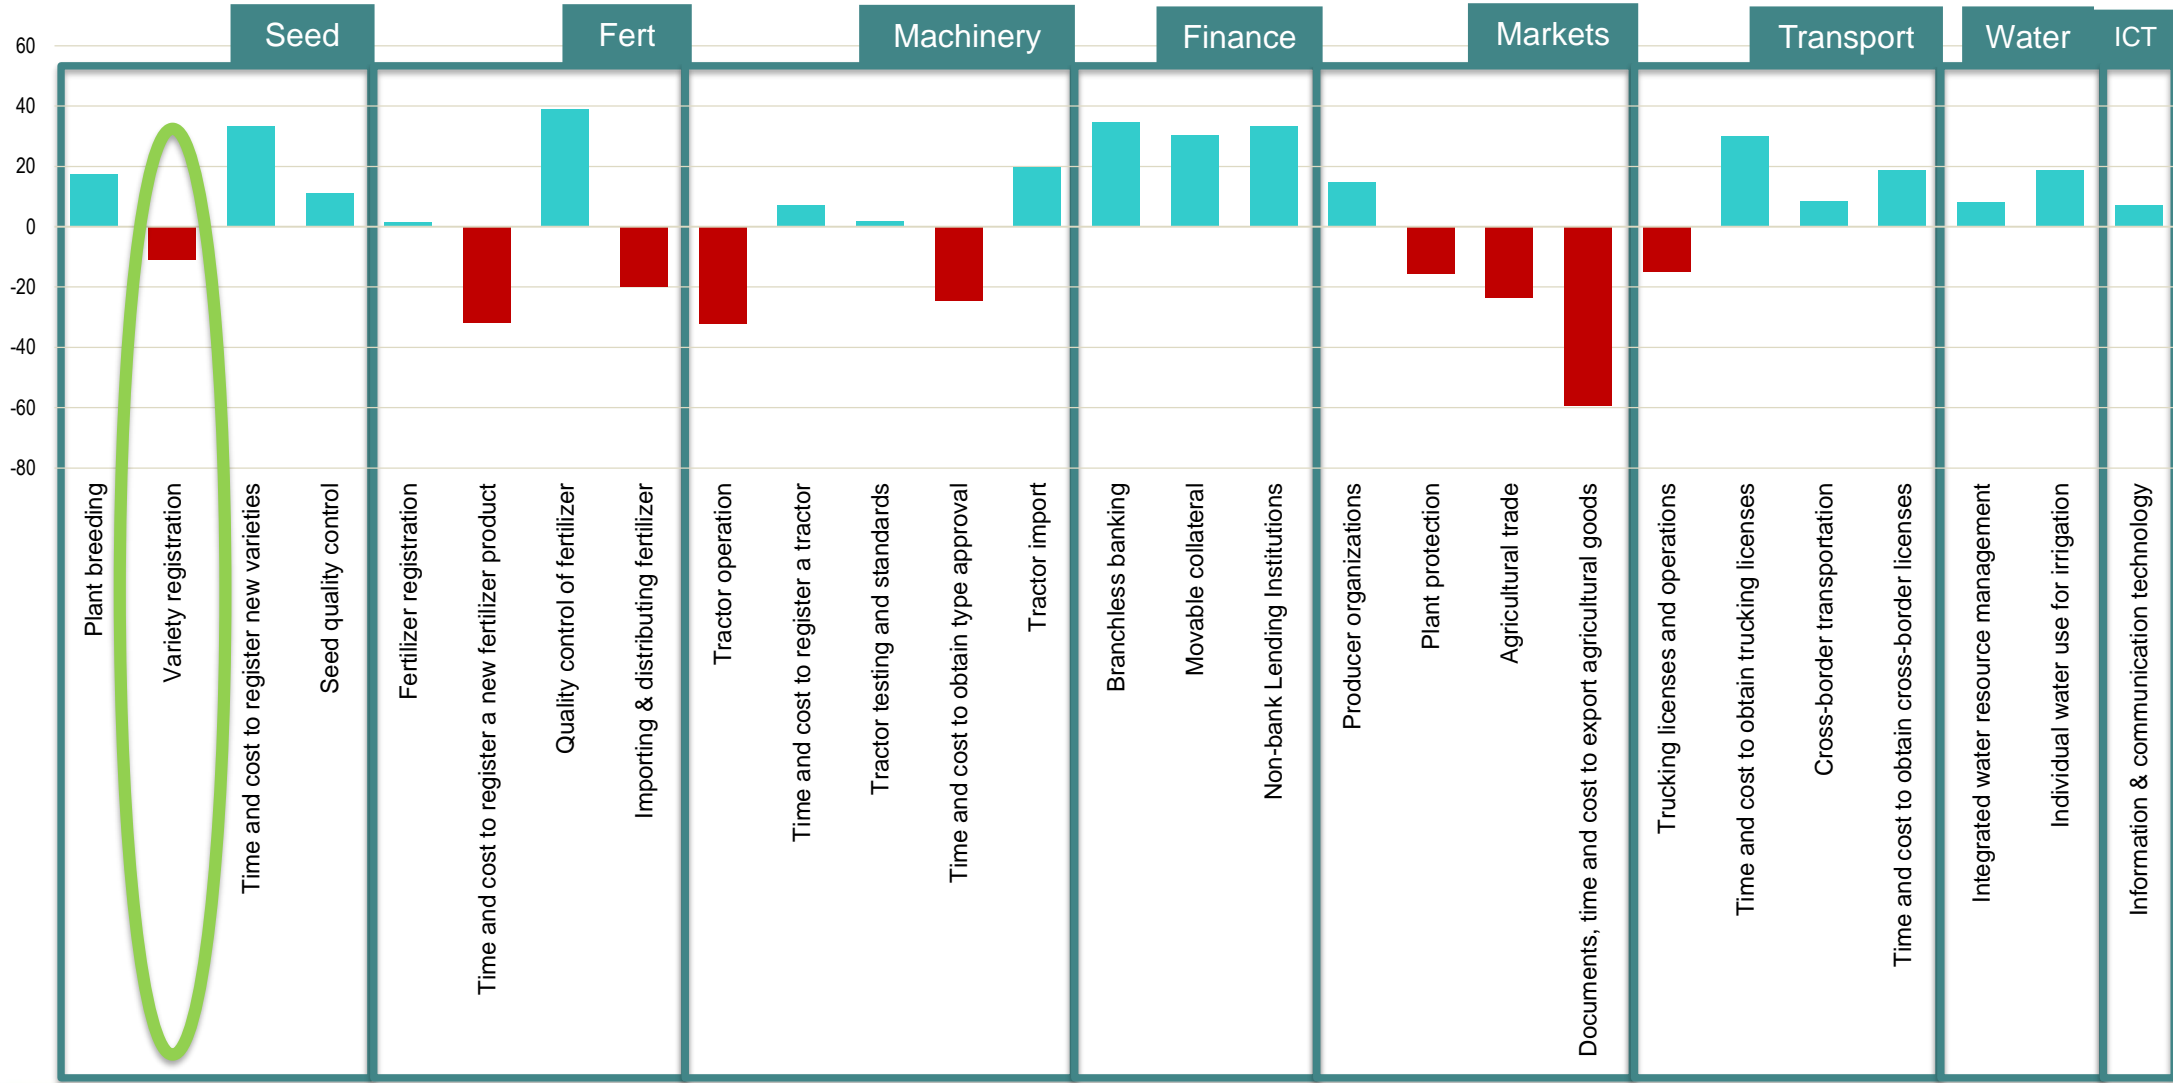 Seed
Fert
Machinery
Finance
Markets
Transport
Water
ICT
60
40
20
0
-20
-40
-60
-80
Plant breeding
Variety registration
Time and cost to register new varieties
Seed quality control
Fertilizer registration
Time and cost to register a new fertilizer product
Quality control of fertilizer
Importing & distributing fertilizer
Tractor operation
Time and cost to register a tractor
Tractor testing and standards
Time and cost to obtain type approval
Tractor import
Branchless banking
Movable collateral
Non-bank Lending Institutions
Producer organizations
Plant protection
Agricultural trade
Documents, time and cost to export agricultural goods
Trucking licenses and operations
Time and cost to obtain trucking licenses
Cross-border transportation
Time and cost to obtain cross-border licenses
Integrated water resource management
Individual water use for irrigation
Information & communication technology